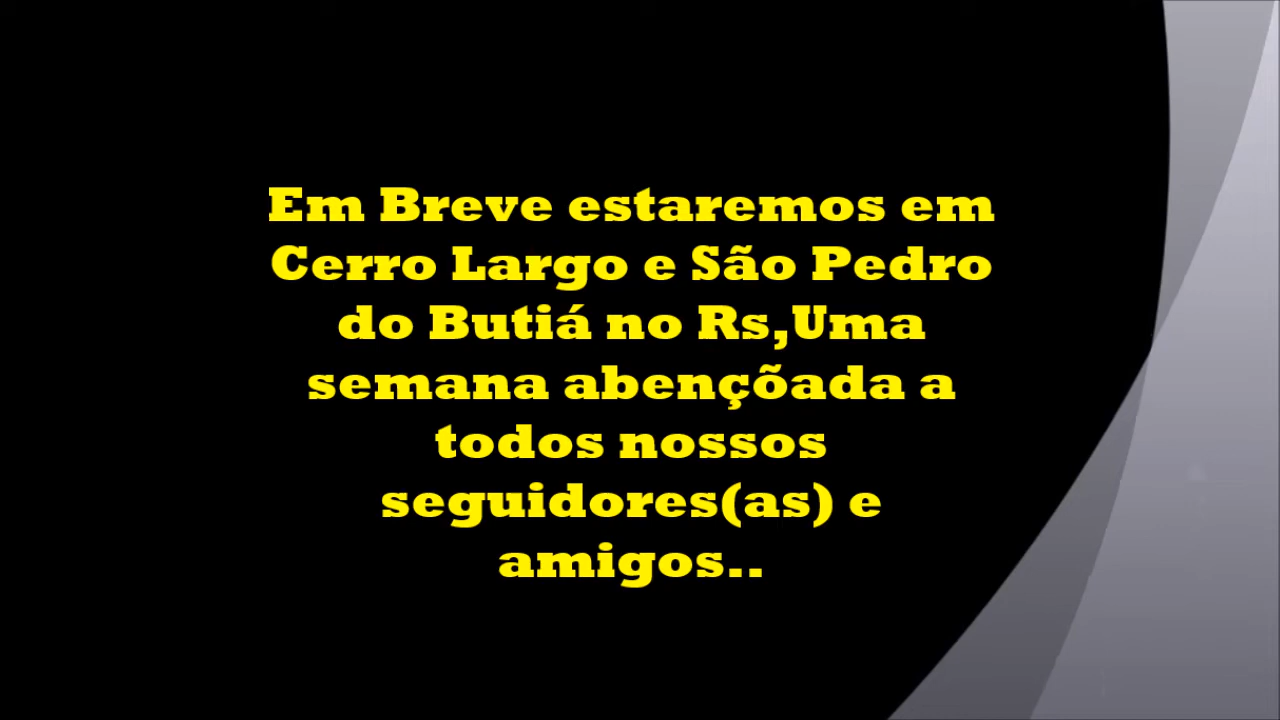 Em Breve estaremos em
Cerro Largo e São Pedro
do Butiá no Rs,Uma
semana abençõada a
todos nossos
seguidores(as) e
amigos..